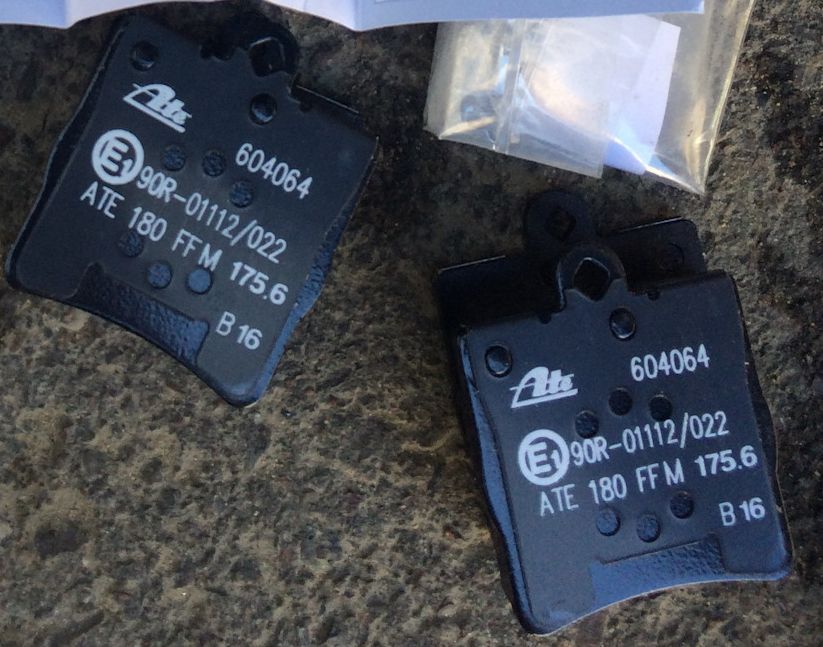 Ate
604064
E1 90R-01112/022
ATE 180 FF M 175.6
B 16
Ate
604064
E1 90R-01112/022
ATE 180 FF M 175.6
B 16